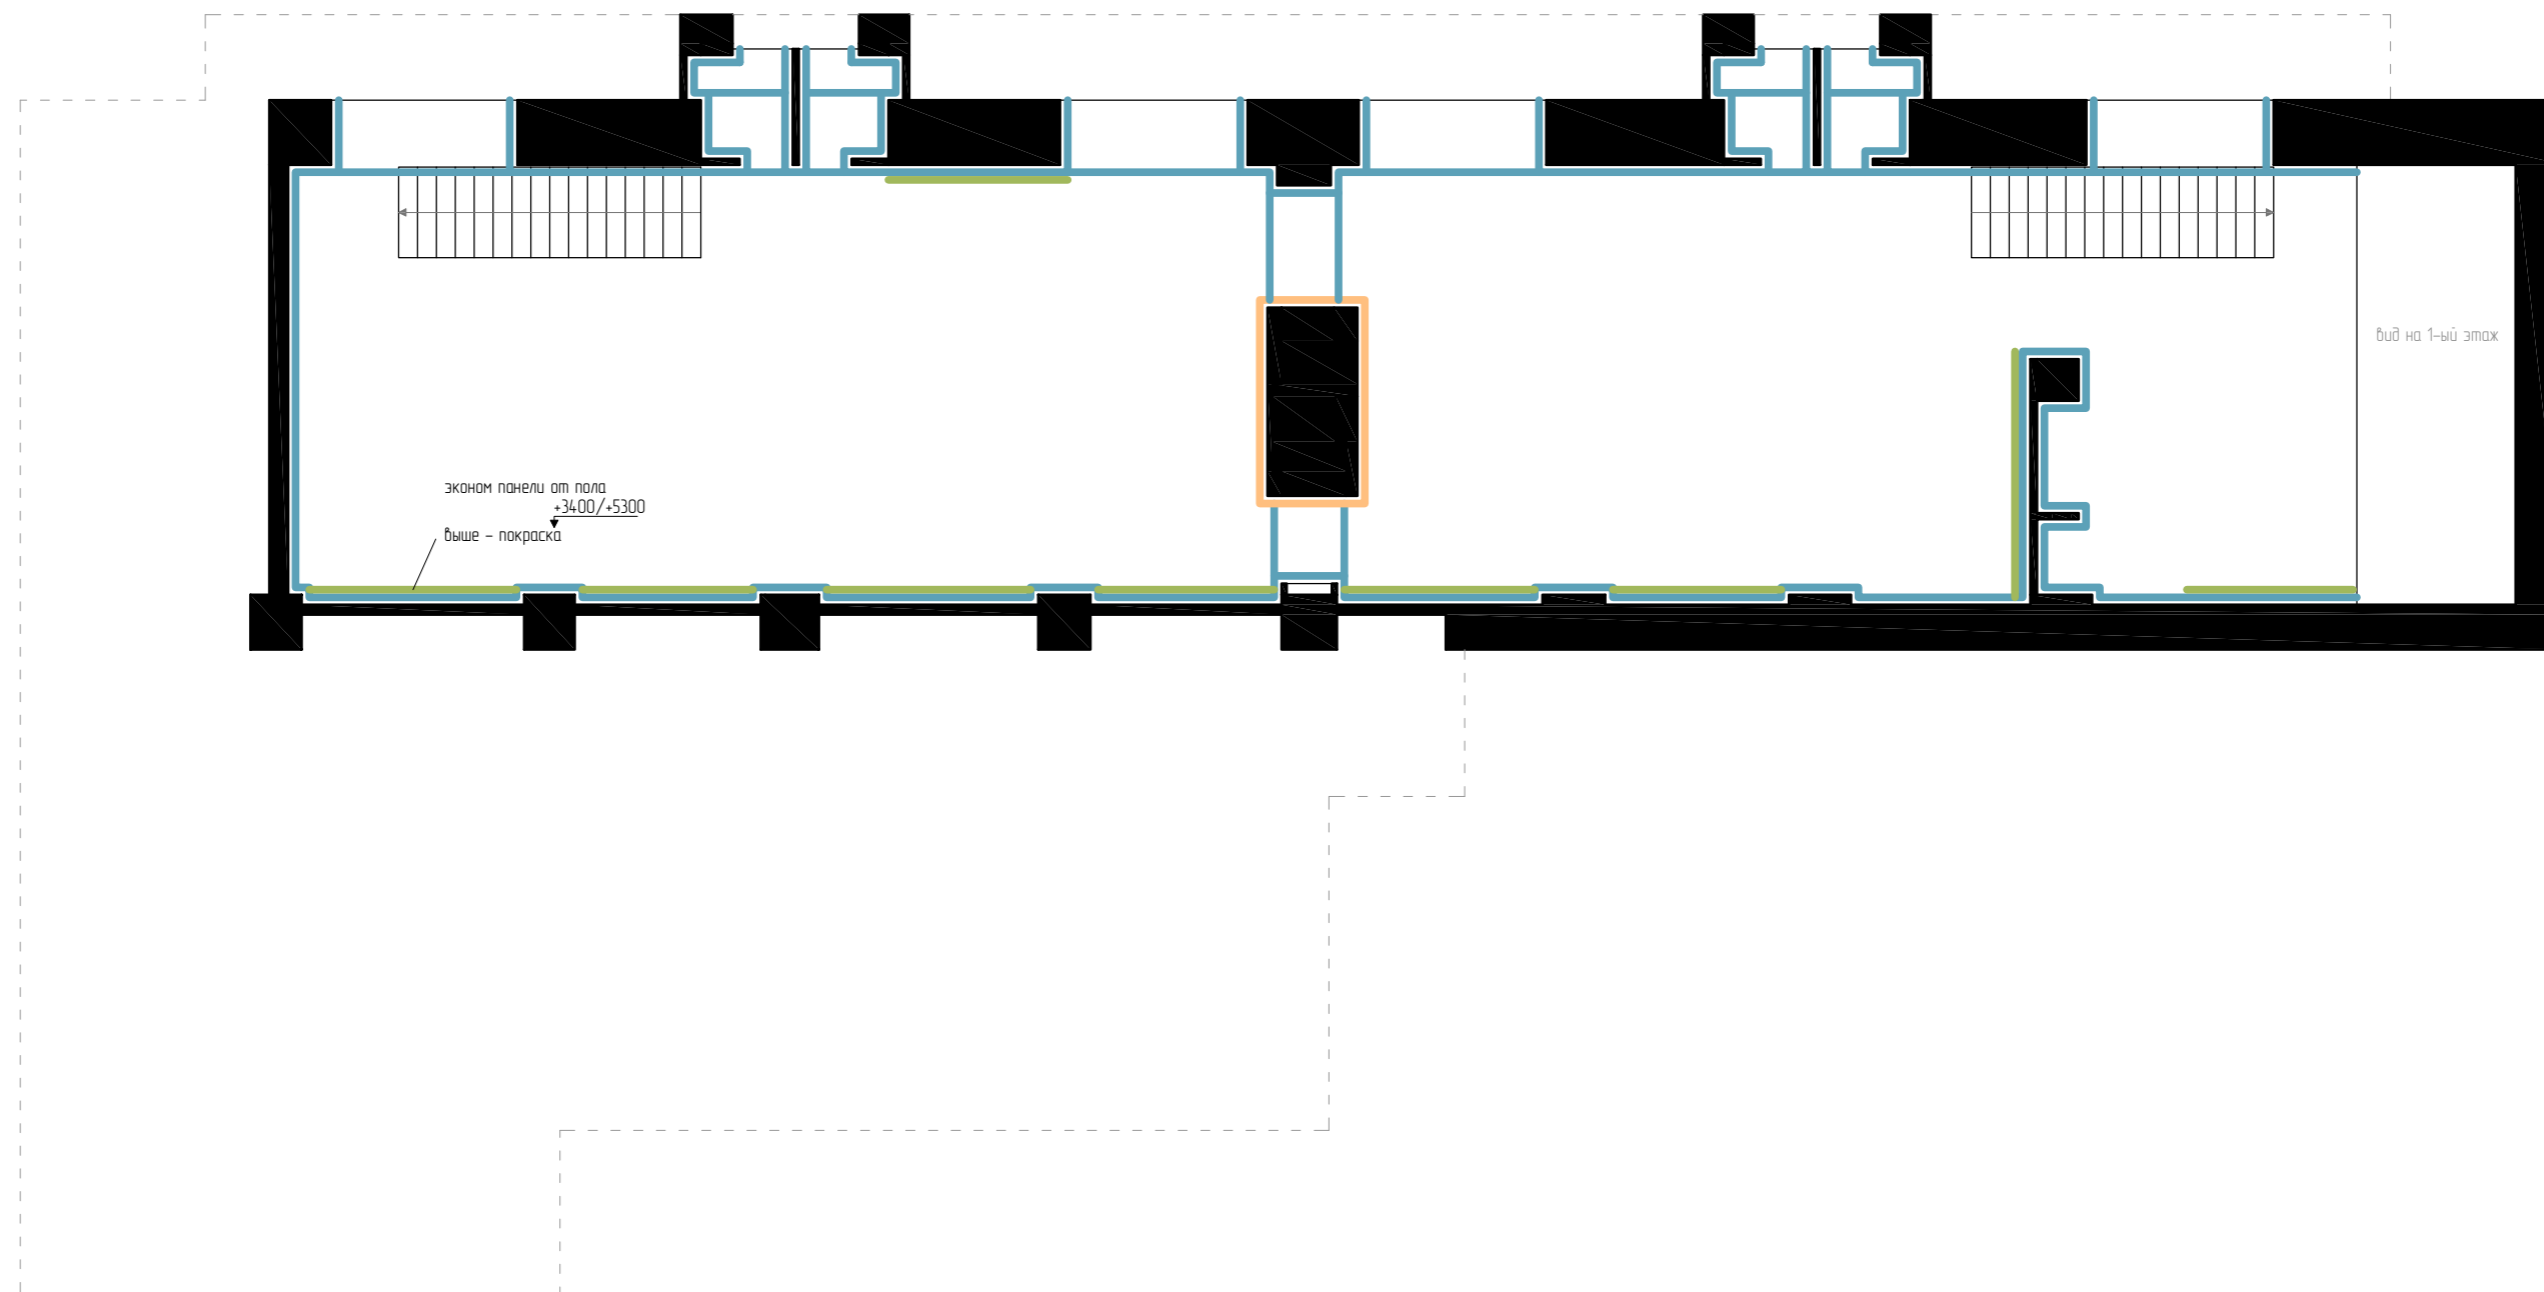 вид на 1-ый этаж
эконом панели от пола
+3400/+5300
выше - покраска